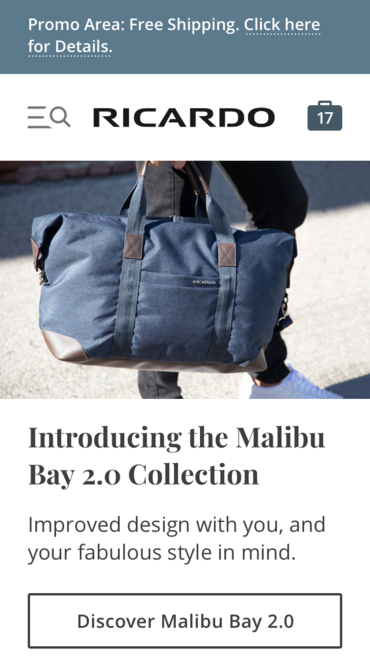 Promo Area: Free Shipping. Click here
for Details.
RICARDO
17
RICARDO
Introducing the Malibu
Bay 2.0 Collection
Improved design with you, and
your fabulous style in mind.
Discover Malibu Bay 2.0